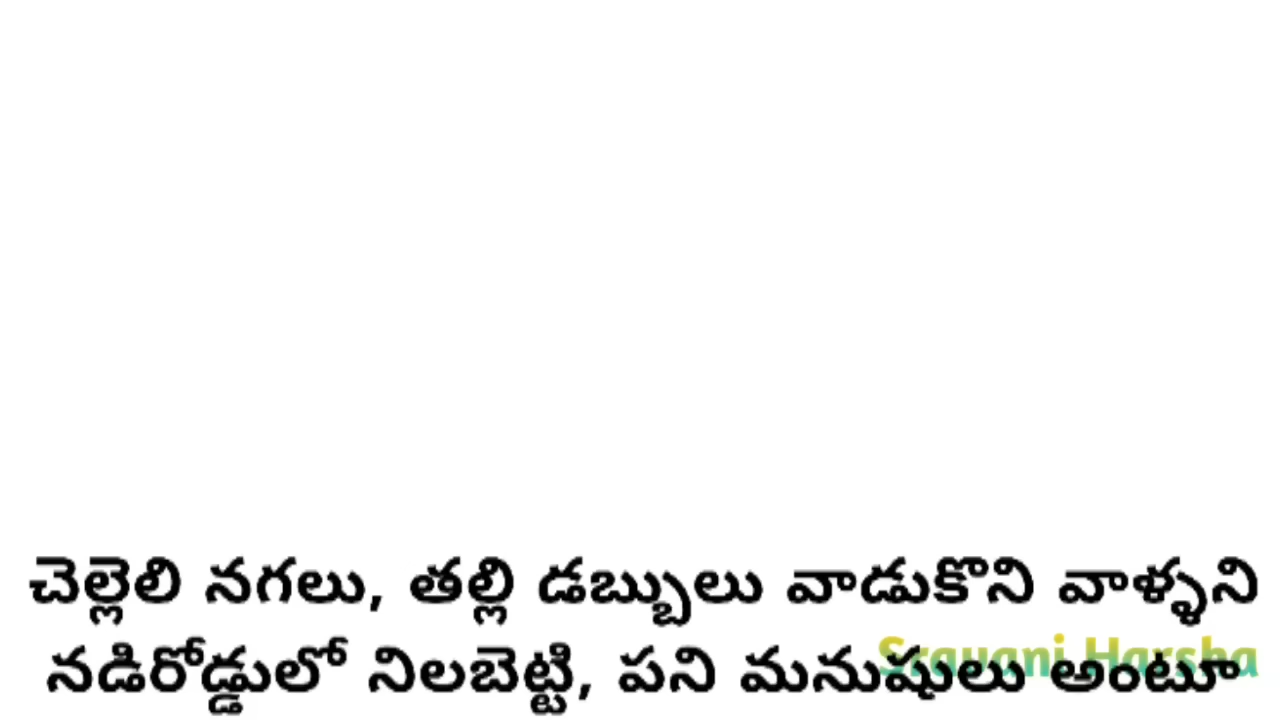 చెల్లెలి నగలు, తల్లి డబ్బులు వాడుకొని వాళ్ళని
నడిరోడ్డులో నిలబెట్టి, పని మనుషులు అంటూ
Sravani Harsha